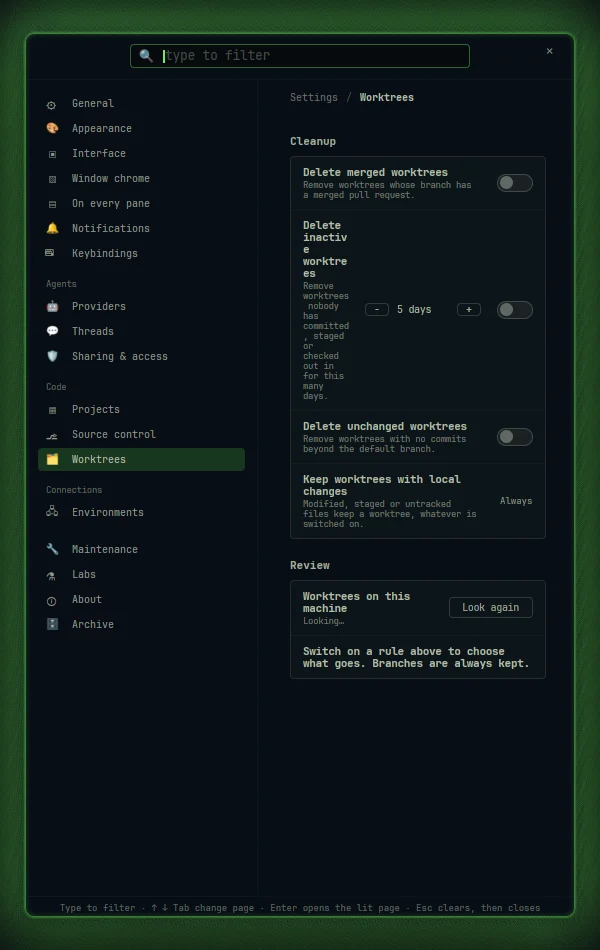 type to filter
×
General
Appearance
Interface
Window chrome
On every pane
Notifications
Keybindings
Agents
Providers
Threads
Sharing & access
Code
Projects
Source control
Worktrees
Connections
Environments
Maintenance
Labs
About
Archive
Settings / Worktrees
Cleanup
Delete merged worktrees
Remove worktrees whose branch has
a merged pull request.
Delete
inactiv
e
worktre
es
Remove
worktrees
nobody
has
committed
, staged
or
checked
out in
for this
many
days.
- 5 days +
Delete unchanged worktrees
Remove worktrees with no commits
beyond the default branch.
Keep worktrees with local
changes
Modified, staged or untracked
files keep a worktree, whatever is
switched on.
Always
Review
Worktrees on this
machine
Looking…
Look again
Switch on a rule above to choose
what goes. Branches are always kept.
Type to filter · ↑ ↓ Tab change page · Enter opens the lit page · Esc clears, then closes